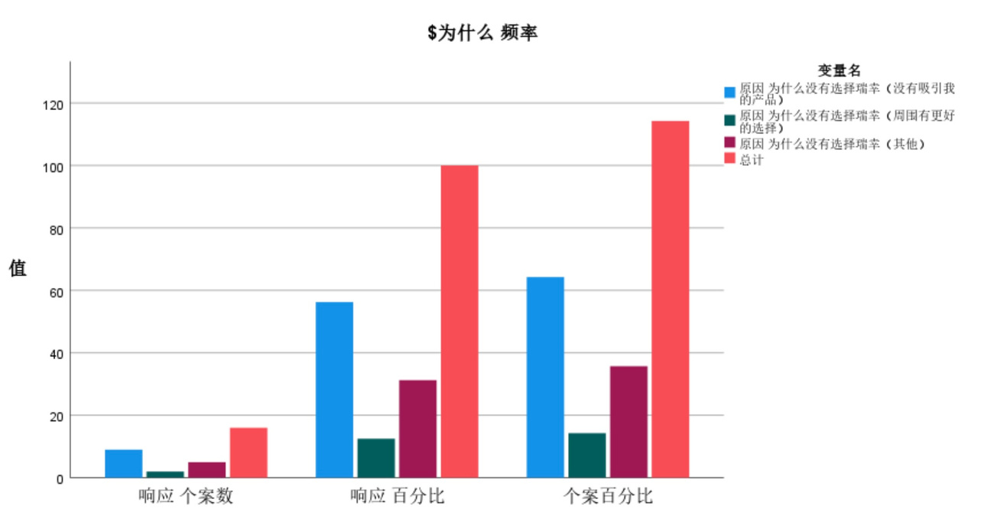 $为什么 频率
变量名
原因 为什么没有选择瑞幸（没有吸引我
的产品）
原因 为什么没有选择瑞幸（周围有更好
的选择）
原因 为什么没有选择瑞幸（其他）
总计
值
120
100
80
60
40
20
0
响应 个案数
响应 百分比
个案百分比